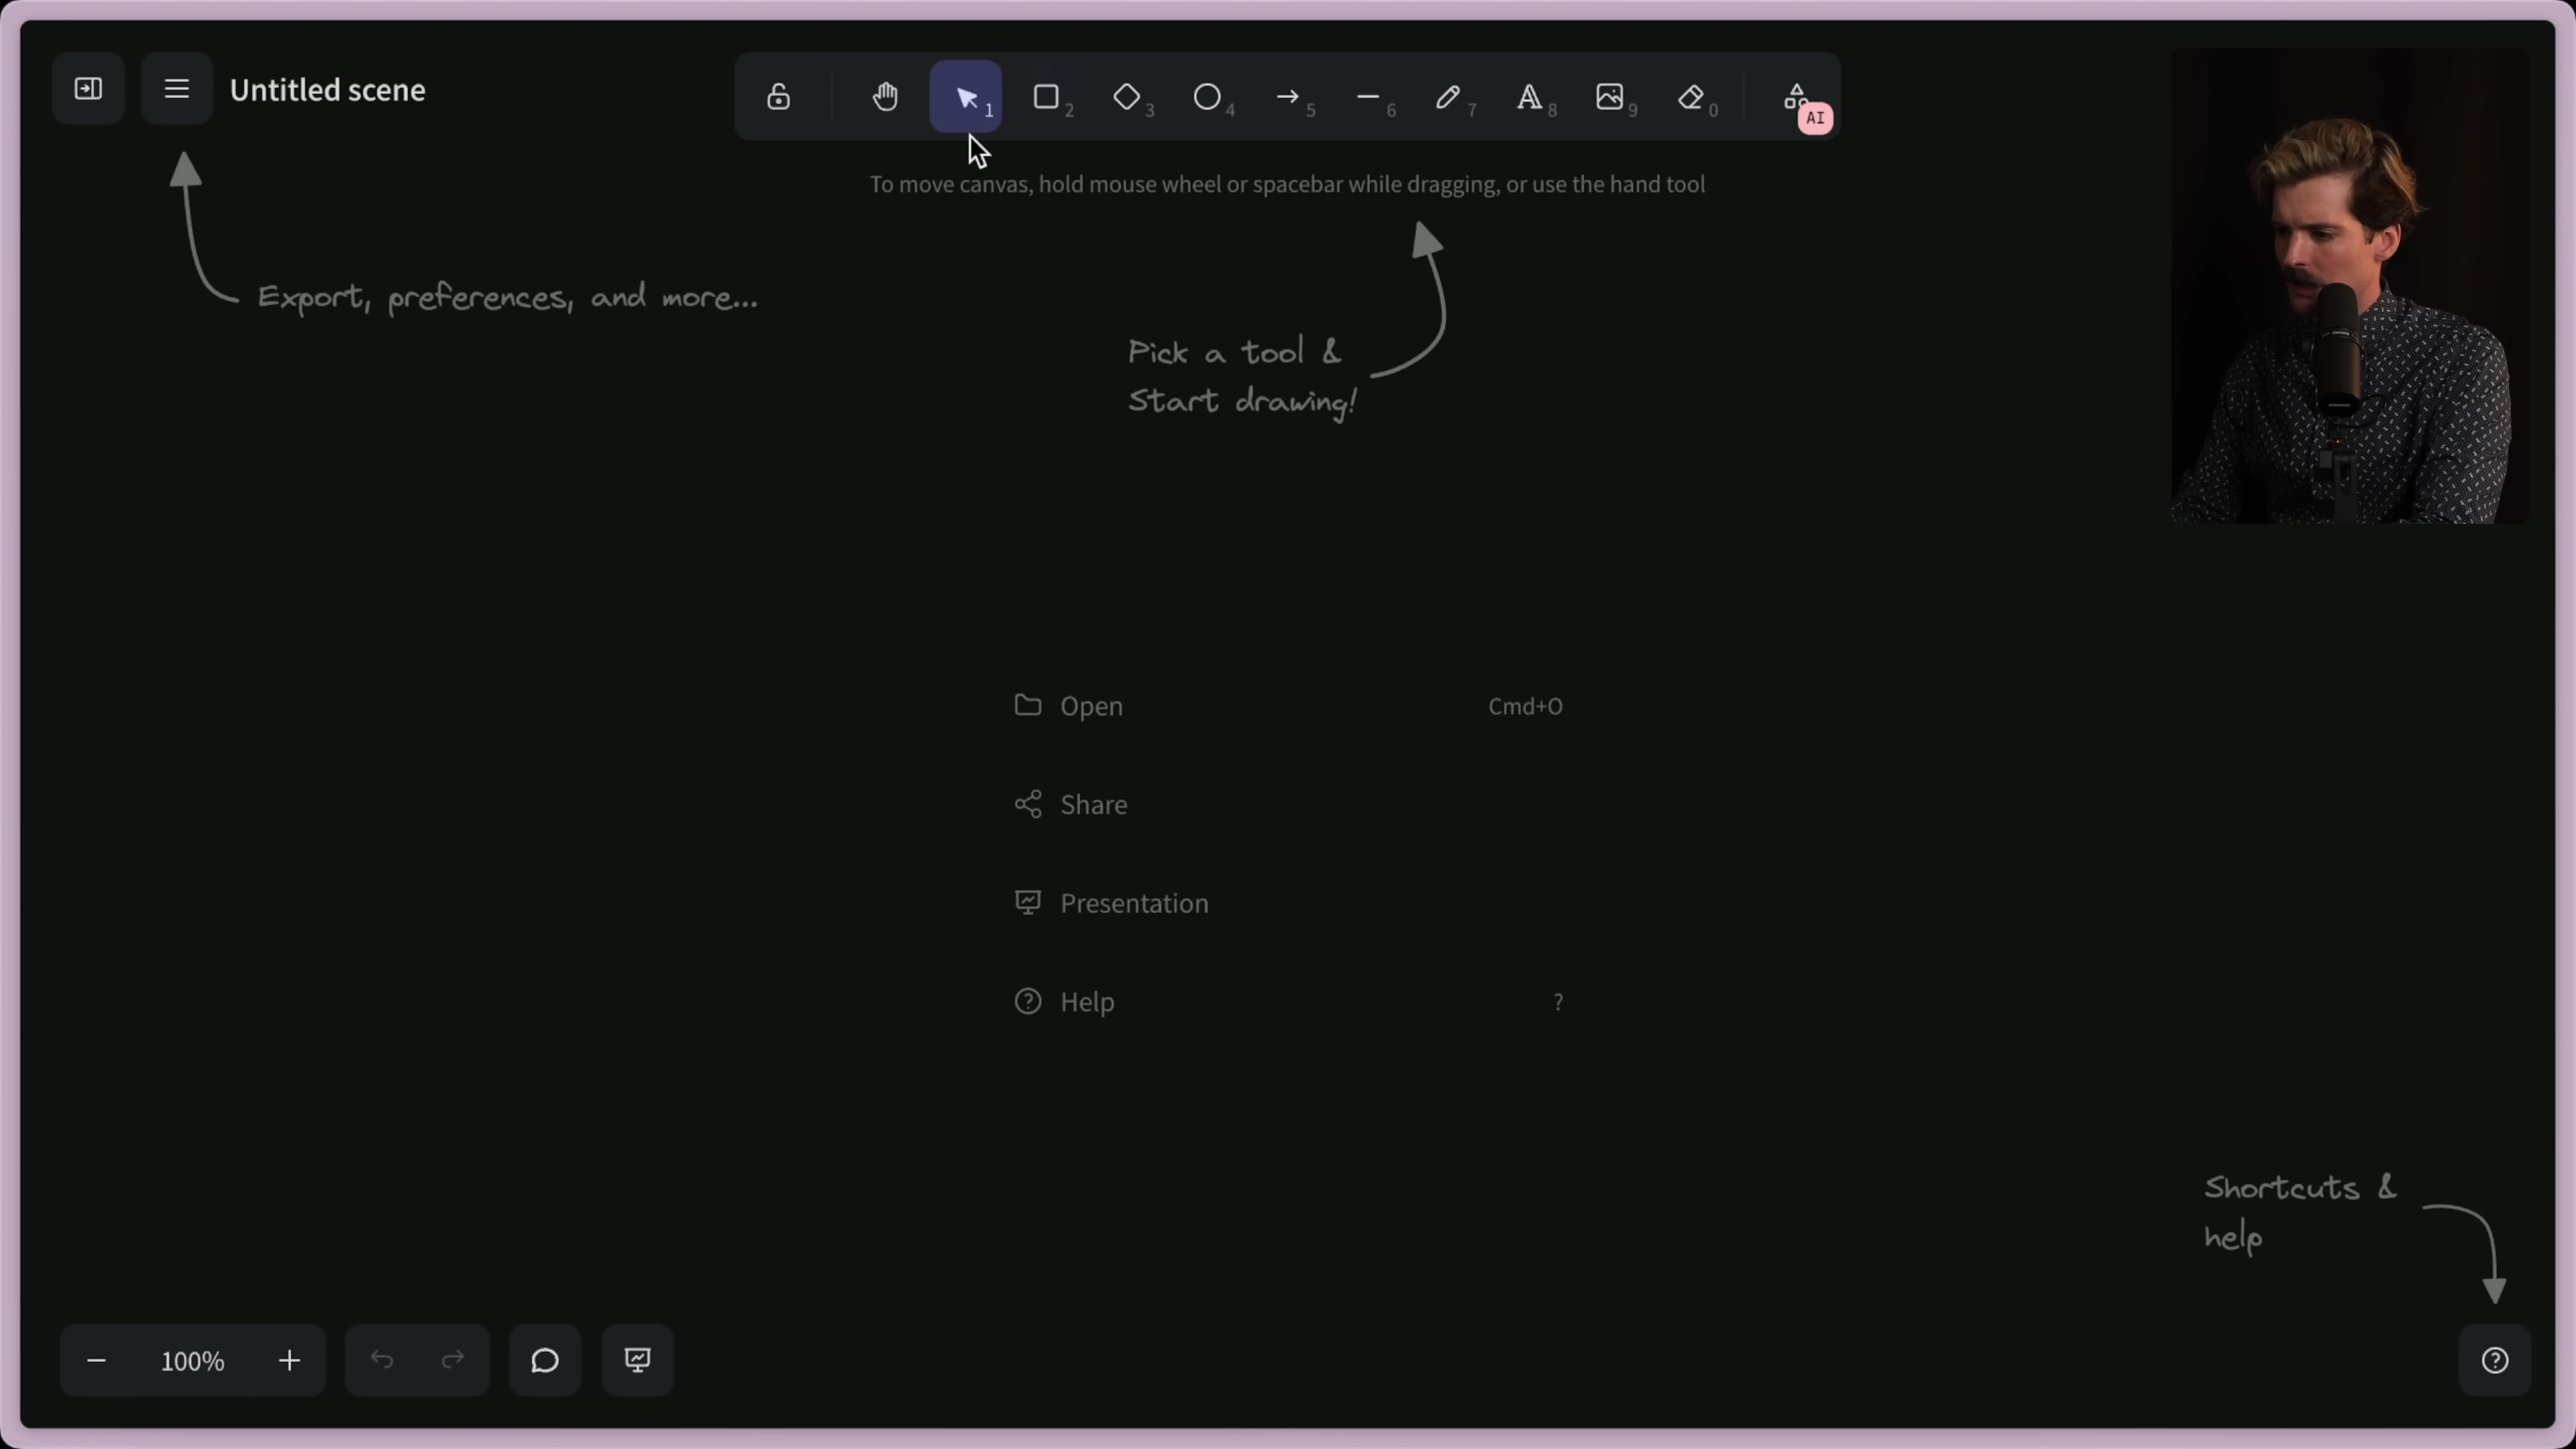 Untitled scene
1
2
3
4
5
6
7
8
9
0
AI
To move canvas, hold mouse wheel or spacebar while dragging, or use the hand tool
Export, preferences, and more...
Pick a tool &
Start drawing!
Open Cmd+O
Share
Presentation
Help ?
Shortcuts &
help
100%